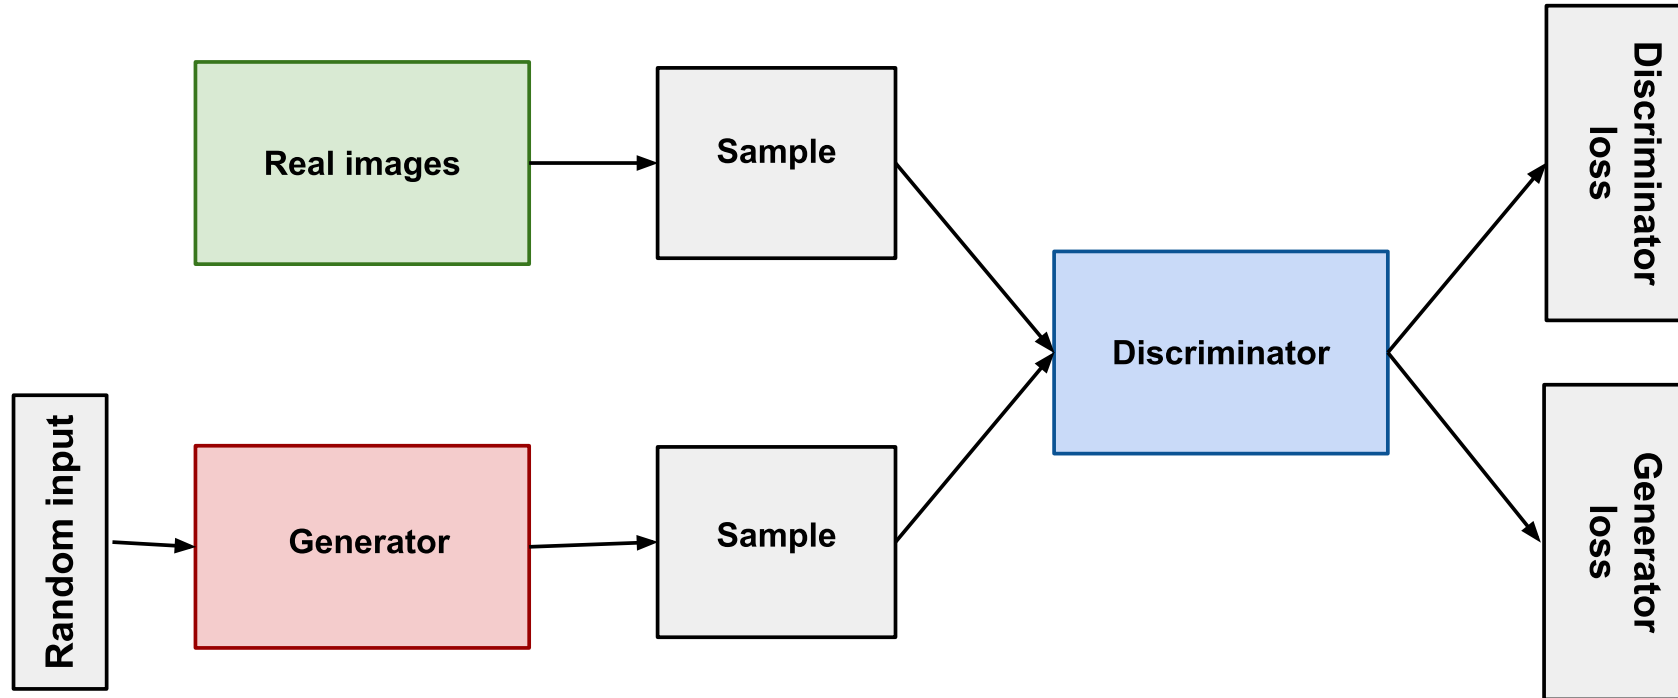 Real images
Sample
Discriminator
loss
Discriminator
Random input
Generator
Sample
Generator
loss